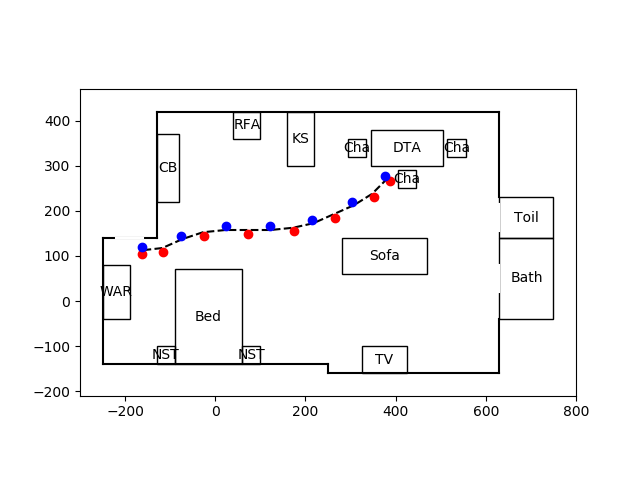 400
300
200
100
0
−100
−200
−200
0
200
400
600
800
RFA
KS
Cha
DTA
Cha
CB
Cha
Toil
Sofa
Bath
WAR
Bed
NST
NST
TV